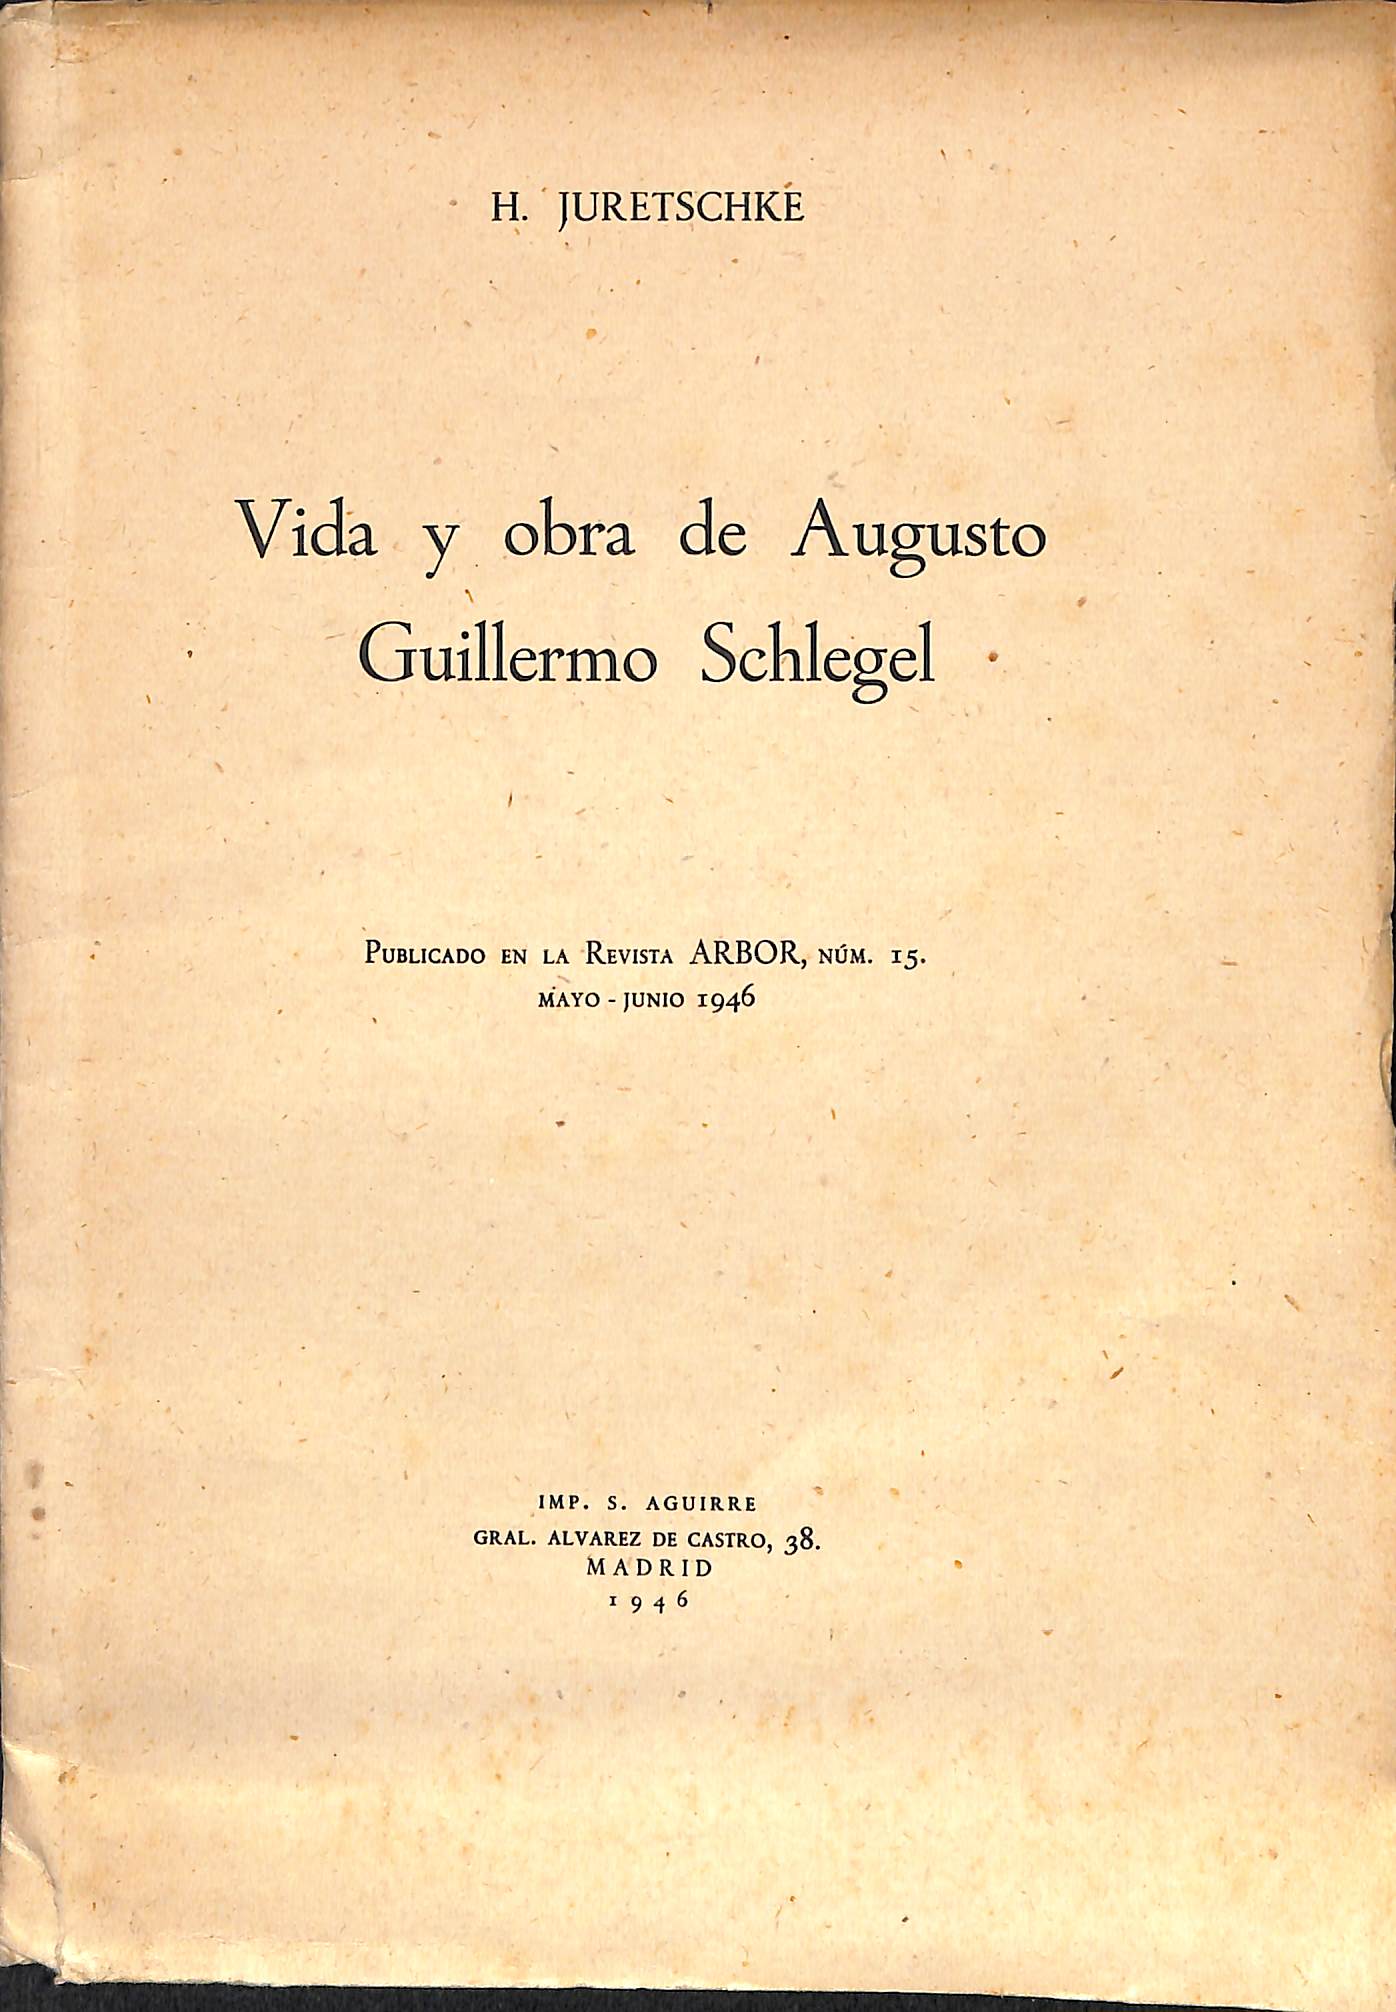 H. JURETSCHKE
Vida y obra de Augusto
Guillermo Schlegel
Publicado en la Revista ARBOR, núm. 15.
mayo - junio 1946
IMP. S. AGUIRRE
GRAL. ALVAREZ DE CASTRO, 38.
MADRID
1946